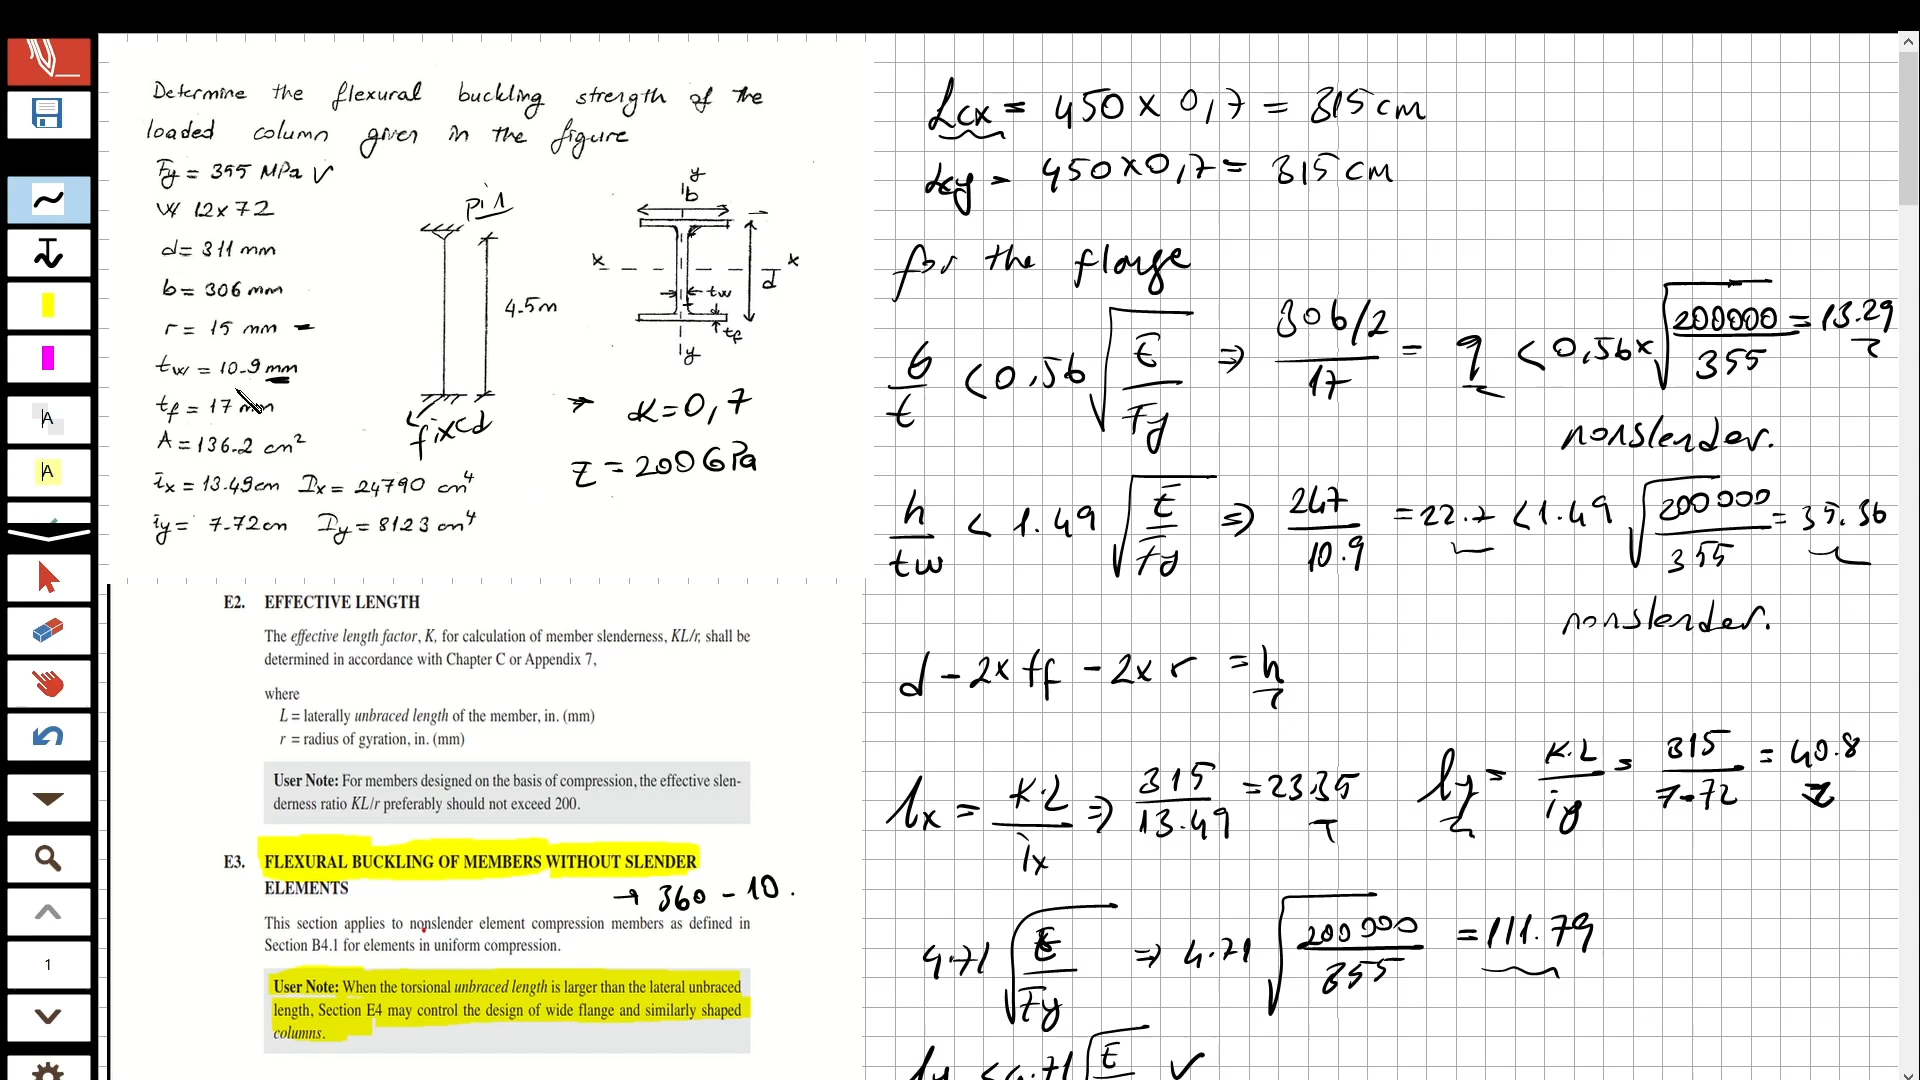 Determine the flexural buckling strength of the
loaded column given in the figure
Fy = 355 MPa ✓
W 12x72
d = 311 mm
b = 306 mm
r = 15 mm -
tw = 10.9 mm
tf = 17 mm
A = 136.2 cm²
ix = 13.49 cm Ix = 24790 cm⁴
iy = 7.72 cm Iy = 8123 cm⁴
pin
4.5m
fixed
y
b
x
x
d
tw
tf
y
→ K = 0,7
E = 200 GPa
E2. EFFECTIVE LENGTH
The effective length factor, K, for calculation of member slenderness, KL/r, shall be
determined in accordance with Chapter C or Appendix 7,
where
L = laterally unbraced length of the member, in. (mm)
r = radius of gyration, in. (mm)
User Note: For members designed on the basis of compression, the effective slen-
derness ratio KL/r preferably should not exceed 200.
E3. FLEXURAL BUCKLING OF MEMBERS WITHOUT SLENDER
ELEMENTS
→ 360 - 10.
This section applies to nonslender element compression members as defined in
Section B4.1 for elements in uniform compression.
User Note: When the torsional unbraced length is larger than the lateral unbraced
length, Section E4 may control the design of wide flange and similarly shaped
columns.
Lcx = 450 x 0,7 = 315 cm
Lcy = 450 x 0,7 = 315 cm
for the flange
b/t < 0,56 √(E/Fy) ⇒ (306/2)/17 = 9 < 0,56 x √(200000/355) = 13.29
nonslender.
h/tw < 1.49 √(E/Fy) ⇒ 247/10.9 = 22.7 < 1.49 √(200000/355) = 35.36
nonslender.
d - 2x tf - 2x r = h
lx = K.L/ix ⇒ 315/13.49 = 23.35 ly = K.L/iy = 315/7.72 = 40.8
4.71 √(E/Fy) ⇒ 4.71 √(200000/355) = 111.79
A
A
1